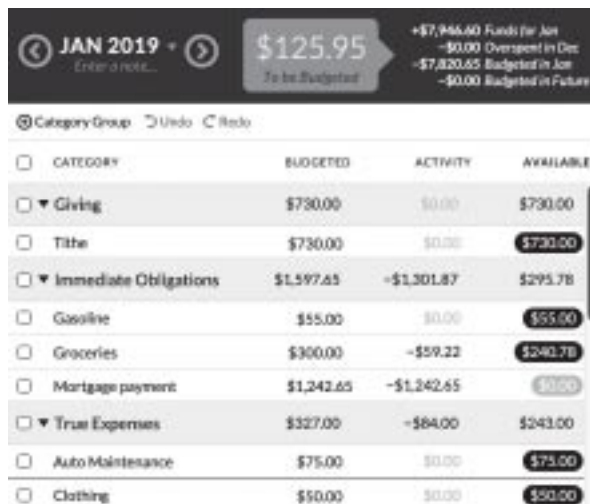 JAN 2019
Enter a note...
$125.95
To be Budgeted
+$7,946.60 Funds for Jan
-$0.00 Overspent in Dec
-$7,820.65 Budgeted in Jan
-$0.00 Budgeted in Future
Category Group Undo Redo
CATEGORY BUDGETED ACTIVITY AVAILABLE
Giving $730.00 $0.00 $730.00
Tithe $730.00 $0.00 $730.00
Immediate Obligations $1,597.65 -$1,301.87 $295.78
Gasoline $55.00 $0.00 $55.00
Groceries $300.00 -$59.22 $240.78
Mortgage payment $1,242.65 -$1,242.65 $0.00
True Expenses $327.00 -$84.00 $243.00
Auto Maintenance $75.00 $0.00 $75.00
Clothing $50.00 $0.00 $50.00